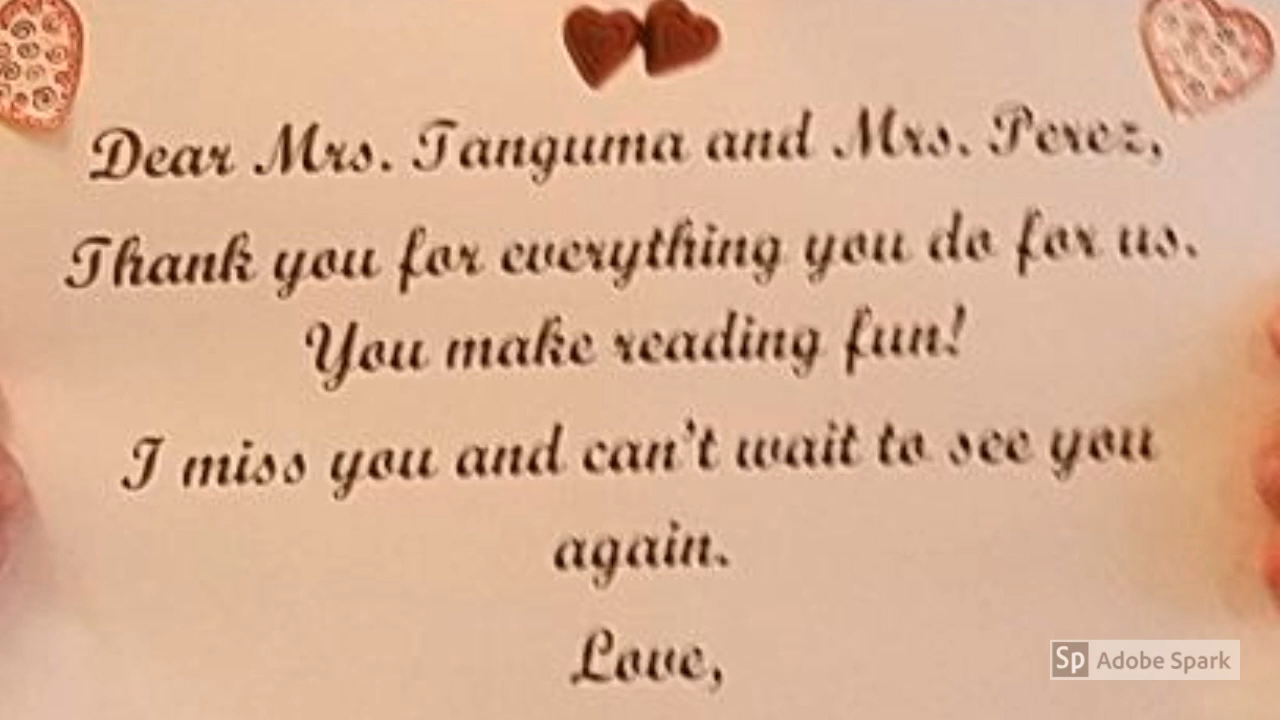 Dear Mrs. Tanguma and Mrs. Perez,
Thank you for everything you do for us.
You make reading fun!
I miss you and can't wait to see you
again.
Love,
Sp Adobe Spark